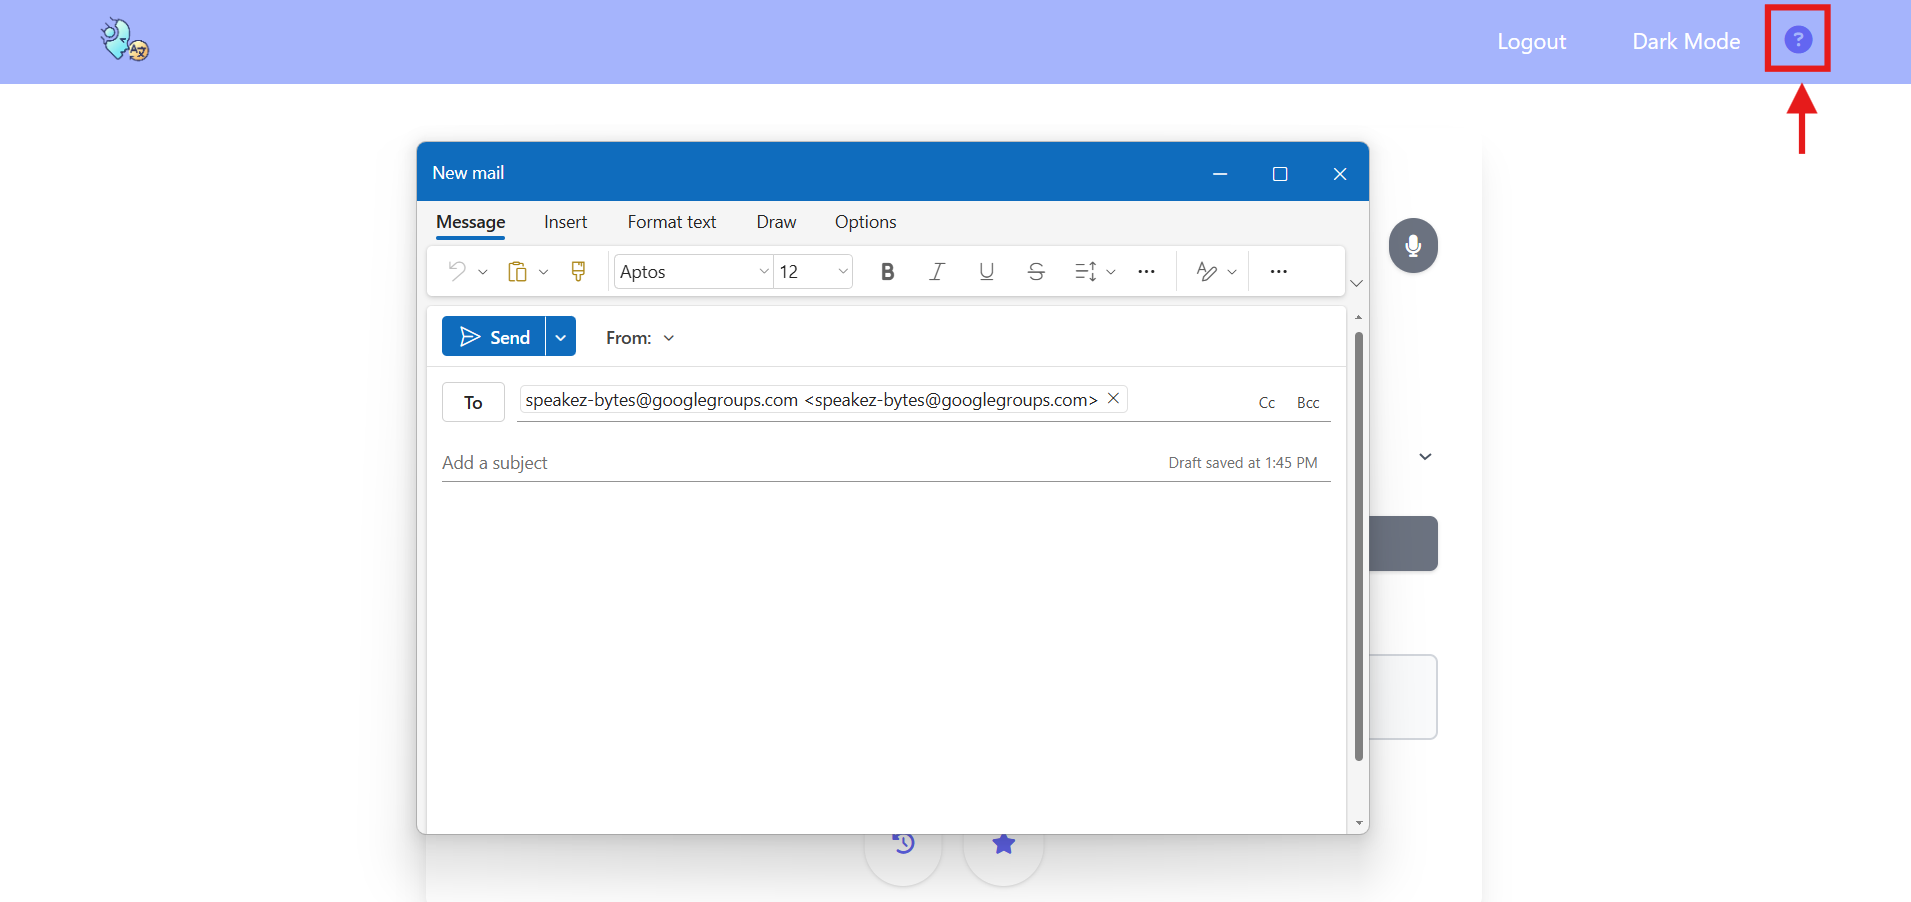 Logout Dark Mode ?
New mail
Message Insert Format text Draw Options
Aptos 12 B I U S
Send From:
To speakez-bytes@googlegroups.com <speakez-bytes@googlegroups.com> Cc Bcc
Add a subject Draft saved at 1:45 PM